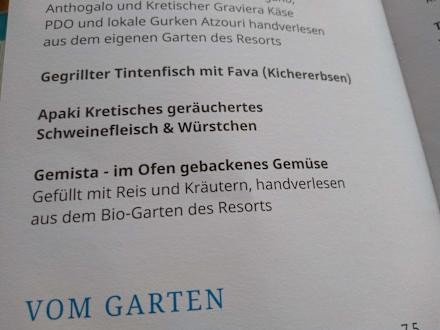 Anthogalo und Kretischer Graviera Käse
PDO und lokale Gurken Atzouri handverlesen
aus dem eigenen Garten des Resorts
Gegrillter Tintenfisch mit Fava (Kichererbsen)
Apaki Kretisches geräuchertes
Schweinefleisch & Würstchen
Gemista - im Ofen gebackenes Gemüse
Gefüllt mit Reis und Kräutern, handverlesen
aus dem Bio-Garten des Resorts
VOM GARTEN